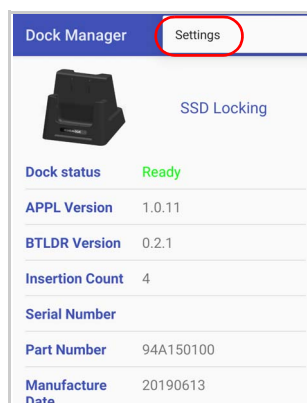 Dock Manager Settings
SSD Locking
Dock status Ready
APPL Version 1.0.11
BTLDR Version 0.2.1
Insertion Count 4
Serial Number
Part Number 94A150100
Manufacture 20190613
Date